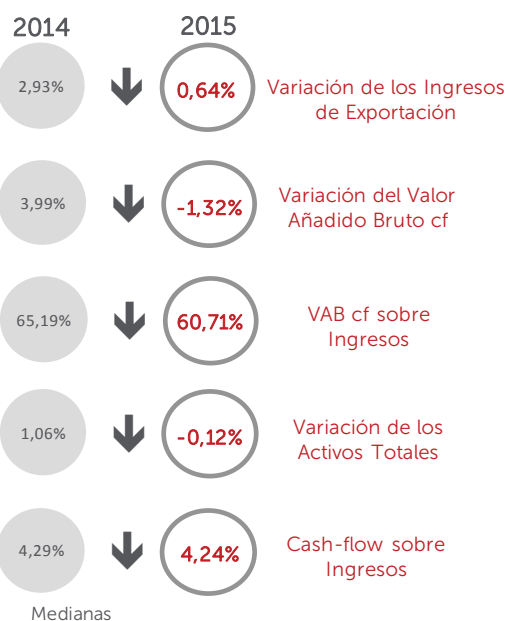 2014
2015
2,93%
0,64%
Variación de los Ingresos
de Exportación
3,99%
-1,32%
Variación del Valor
Añadido Bruto cf
65,19%
60,71%
VAB cf sobre
Ingresos
1,06%
-0,12%
Variación de los
Activos Totales
4,29%
4,24%
Cash-flow sobre
Ingresos
Medianas